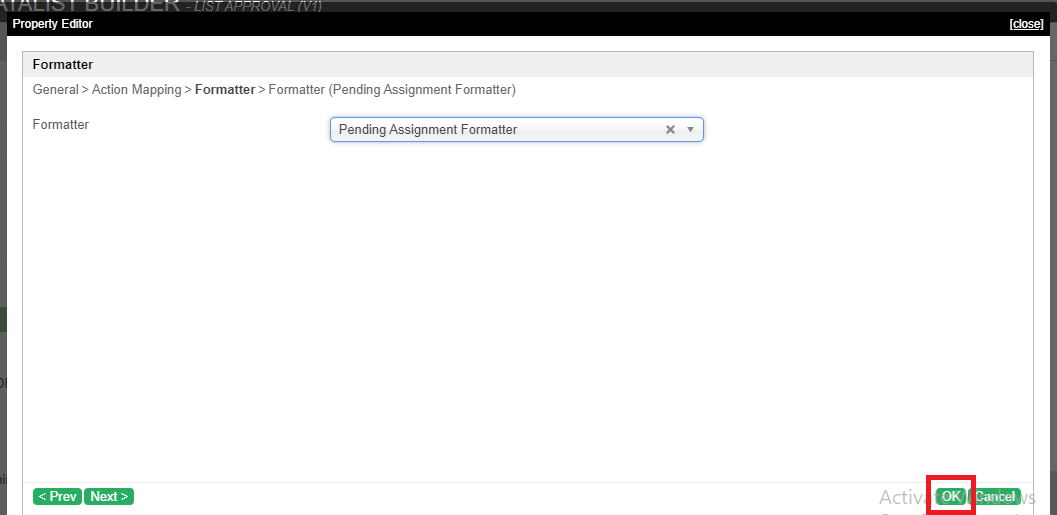 ATALIST BUILDER - LIST APPROVAL (V1)
Property Editor [close]
Formatter
General > Action Mapping > Formatter > Formatter (Pending Assignment Formatter)
Formatter Pending Assignment Formatter
< Prev Next > OK Cancel
Activate Windows